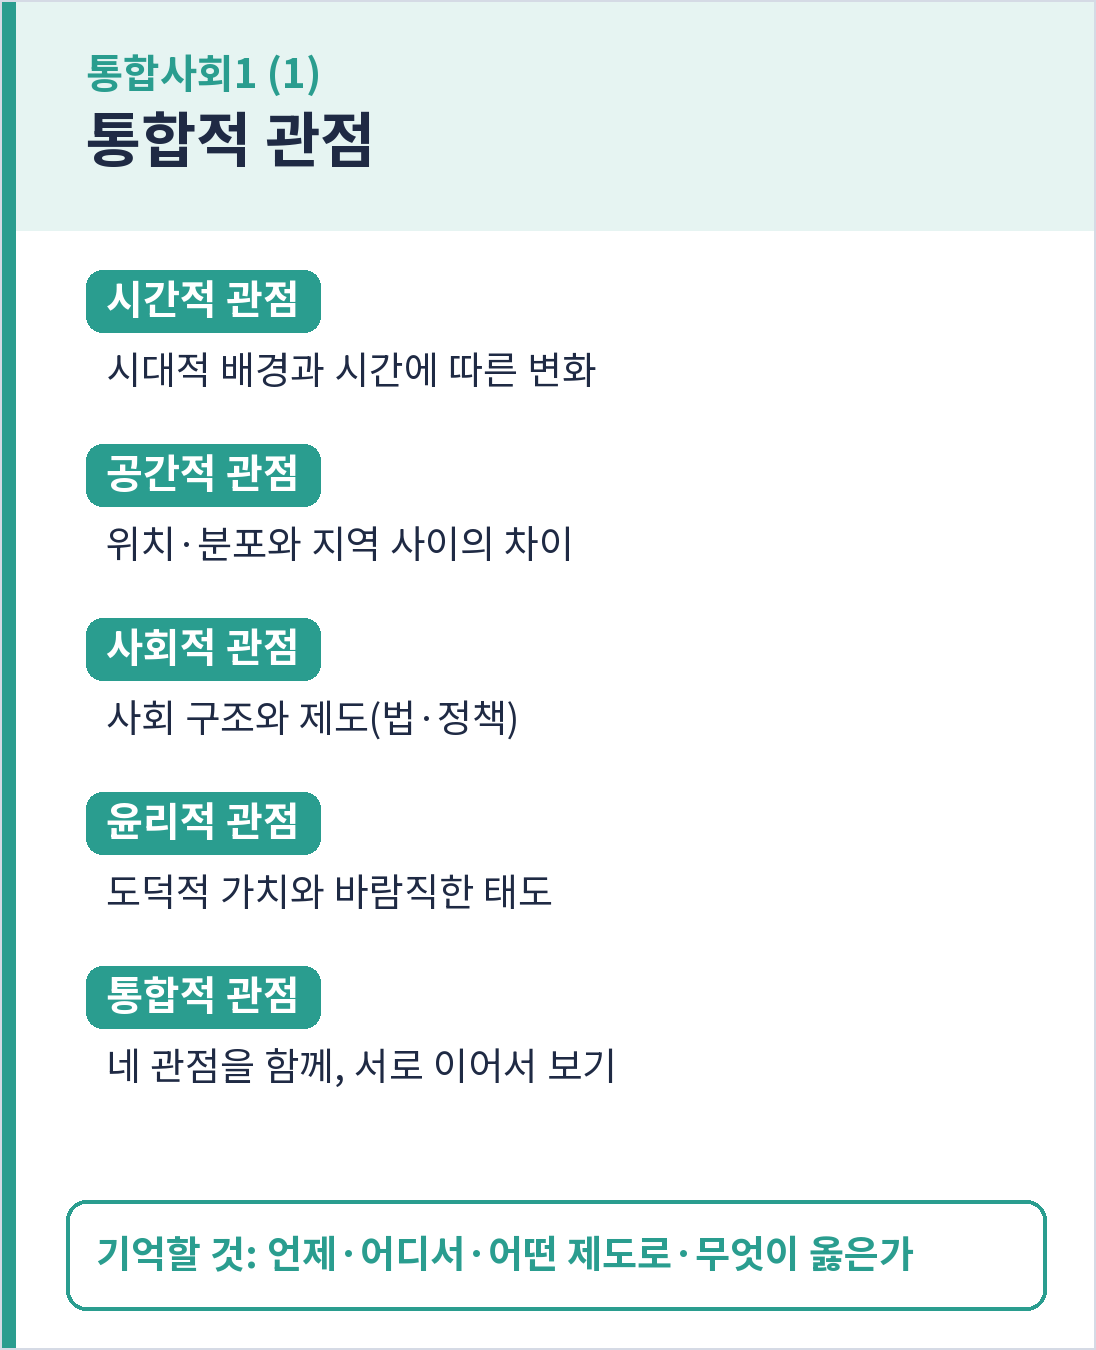 통합사회1 (1)
통합적 관점
시간적 관점
시대적 배경과 시간에 따른 변화
공간적 관점
위치·분포와 지역 사이의 차이
사회적 관점
사회 구조와 제도(법·정책)
윤리적 관점
도덕적 가치와 바람직한 태도
통합적 관점
네 관점을 함께, 서로 이어서 보기
기억할 것: 언제·어디서·어떤 제도로·무엇이 옳은가